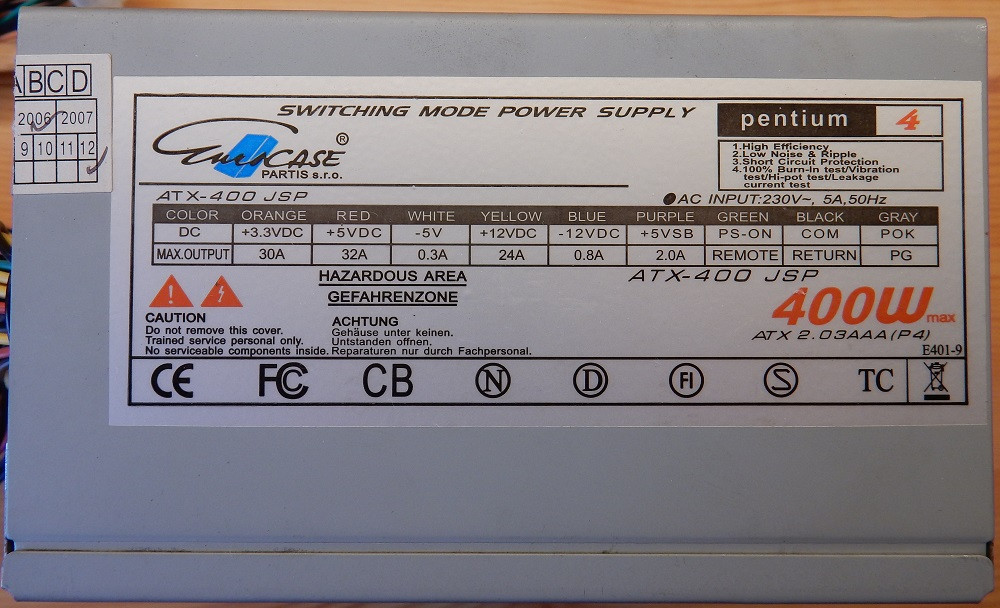 ABCD
2006 2007
9 10 11 12
SWITCHING MODE POWER SUPPLY
pentium 4
EuroCASE ®
PARTIS s.r.o.
1.High Efficiency
2.Low Noise & Ripple
3.Short Circuit Protection
4.100% Burn-In test/Vibration
test/Hi-pot test/Leakage
current test
ATX-400 JSP
AC INPUT:230V~, 5A,50Hz
COLOR ORANGE RED WHITE YELLOW BLUE PURPLE GREEN BLACK GRAY
DC +3.3VDC +5VDC -5V +12VDC -12VDC +5VSB PS-ON COM POK
MAX.OUTPUT 30A 32A 0.3A 24A 0.8A 2.0A REMOTE RETURN PG
HAZARDOUS AREA
GEFAHRENZONE
ATX-400 JSP
400W max
ATX 2.03AAA(P4)
E401-9
CAUTION
Do not remove this cover.
Trained service personal only.
No serviceable components inside.
ACHTUNG
Gehäuse unter keinen.
Untstanden offnen.
Reparaturen nur durch Fachpersonal.
CE FC CB N D FI S TC